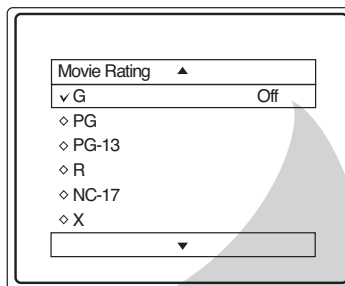 Movie Rating ▲
✓ G Off
◇ PG
◇ PG-13
◇ R
◇ NC-17
◇ X
▼